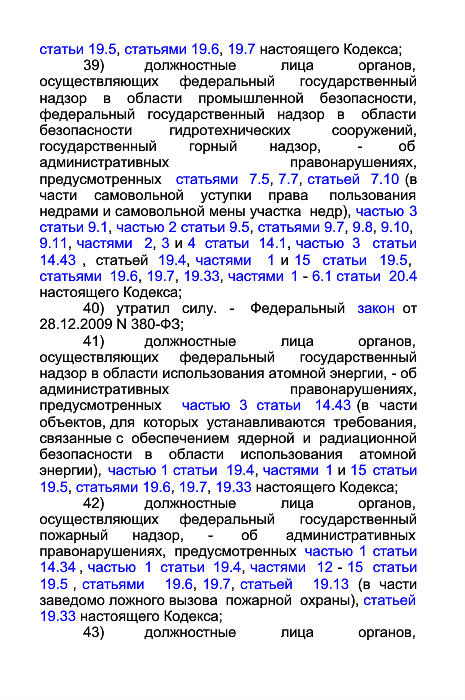 статьи 19.5, статьями 19.6, 19.7 настоящего Кодекса;
39) должностные лица органов,
осуществляющих федеральный государственный
надзор в области промышленной безопасности,
федеральный государственный надзор в области
безопасности гидротехнических сооружений,
государственный горный надзор, - об
административных правонарушениях,
предусмотренных статьями 7.5, 7.7, статьей 7.10 (в
части самовольной уступки права пользования
недрами и самовольной мены участка недр), частью 3
статьи 9.1, частью 2 статьи 9.5, статьями 9.7, 9.8, 9.10,
9.11, частями 2, 3 и 4 статьи 14.1, частью 3 статьи
14.43 , статьей 19.4, частями 1 и 15 статьи 19.5,
статьями 19.6, 19.7, 19.33, частями 1 - 6.1 статьи 20.4
настоящего Кодекса;
40) утратил силу. - Федеральный закон от
28.12.2009 N 380-ФЗ;
41) должностные лица органов,
осуществляющих федеральный государственный
надзор в области использования атомной энергии, - об
административных правонарушениях,
предусмотренных частью 3 статьи 14.43 (в части
объектов, для которых устанавливаются требования,
связанные с обеспечением ядерной и радиационной
безопасности в области использования атомной
энергии), частью 1 статьи 19.4, частями 1 и 15 статьи
19.5, статьями 19.6, 19.7, 19.33 настоящего Кодекса;
42) должностные лица органов,
осуществляющих федеральный государственный
пожарный надзор, - об административных
правонарушениях, предусмотренных частью 1 статьи
14.34 , частью 1 статьи 19.4, частями 12 - 15 статьи
19.5 , статьями 19.6, 19.7, статьей 19.13 (в части
заведомо ложного вызова пожарной охраны), статьей
19.33 настоящего Кодекса;
43) должностные лица органов,